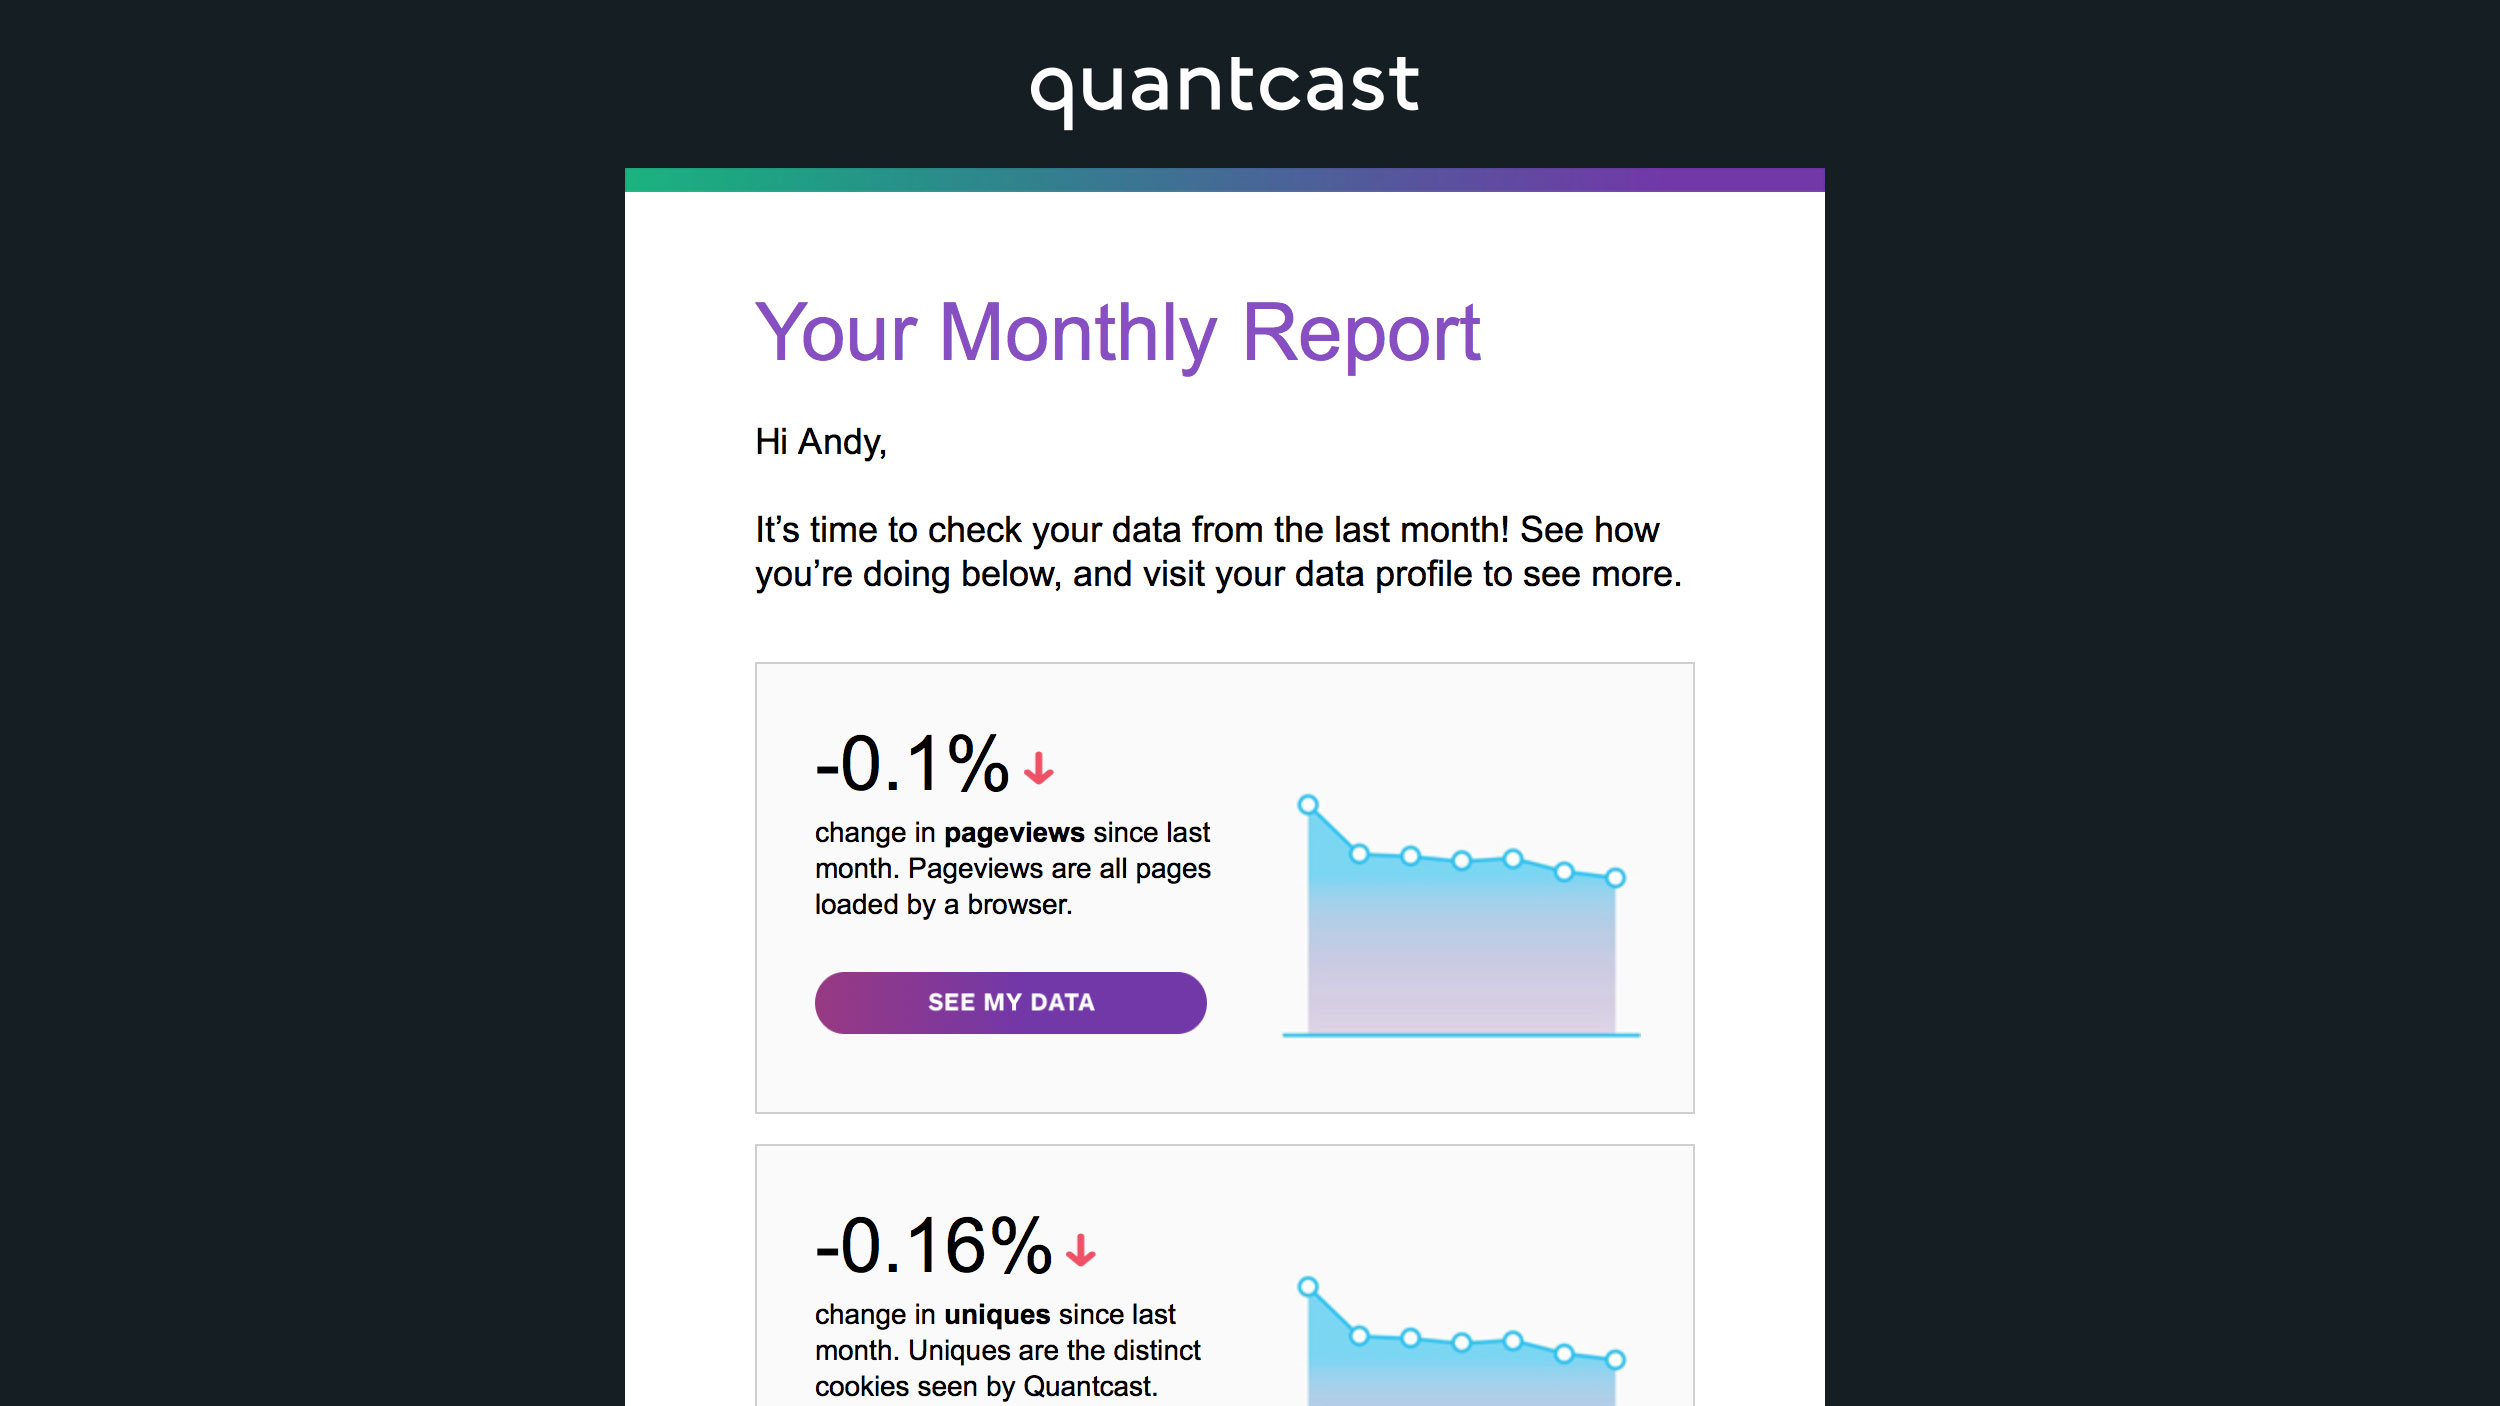 quantcast
Your Monthly Report
Hi Andy,
It’s time to check your data from the last month! See how
you’re doing below, and visit your data profile to see more.
-0.1%
change in pageviews since last
month. Pageviews are all pages
loaded by a browser.
SEE MY DATA
-0.16%
change in uniques since last
month. Uniques are the distinct
cookies seen by Quantcast.